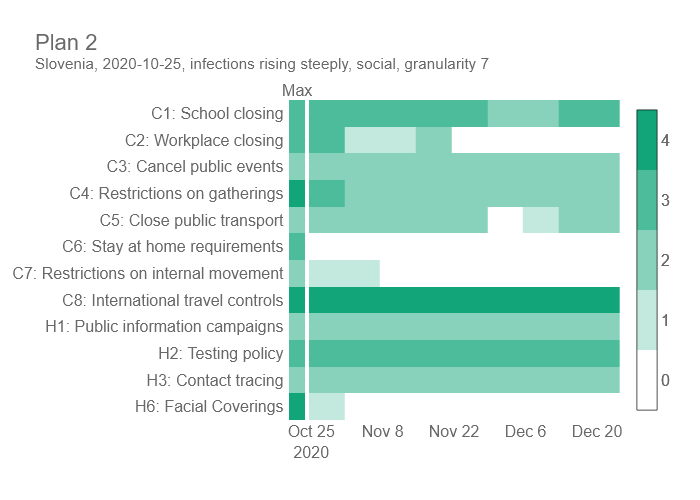 Plan 2
Slovenia, 2020-10-25, infections rising steeply, social, granularity 7
Max
C1: School closing
C2: Workplace closing
C3: Cancel public events
C4: Restrictions on gatherings
C5: Close public transport
C6: Stay at home requirements
C7: Restrictions on internal movement
C8: International travel controls
H1: Public information campaigns
H2: Testing policy
H3: Contact tracing
H6: Facial Coverings
4
3
2
1
0
Oct 25 Nov 8 Nov 22 Dec 6 Dec 20
2020